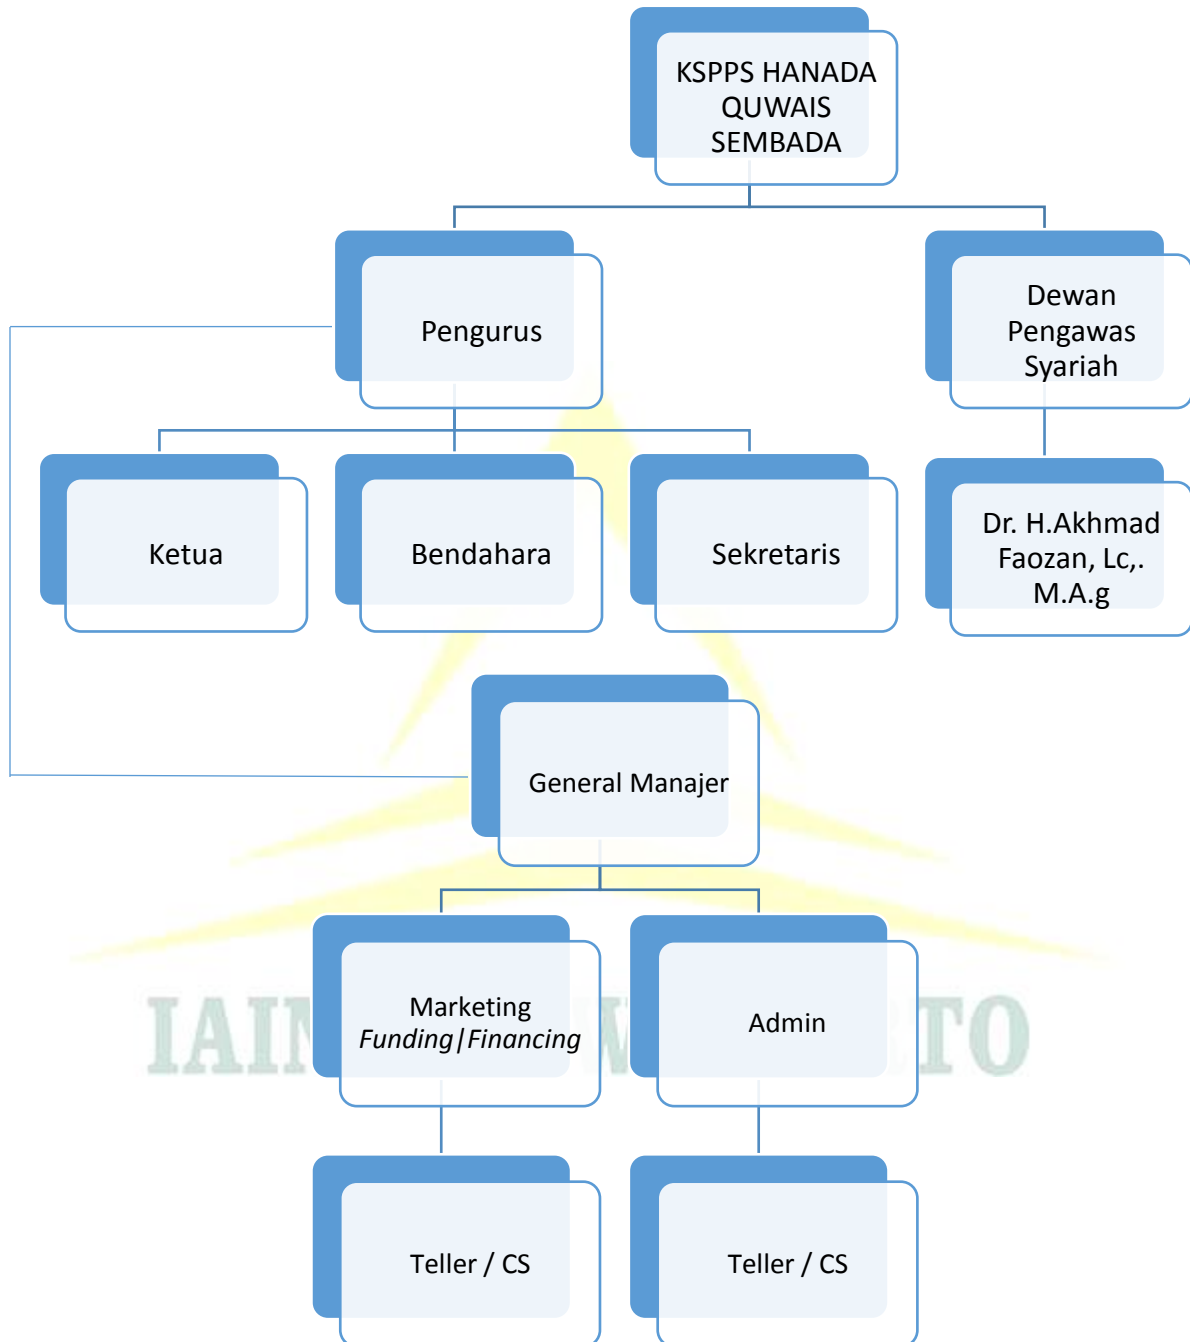 KSPPS HANADA
QUWAIS
SEMBADA
Pengurus
Dewan
Pengawas
Syariah
Ketua
Bendahara
Sekretaris
Dr. H.Akhmad
Faozan, Lc,.
M.A.g
General Manajer
Marketing
Funding/Financing
Admin
IAIN
Teller / CS
Teller / CS